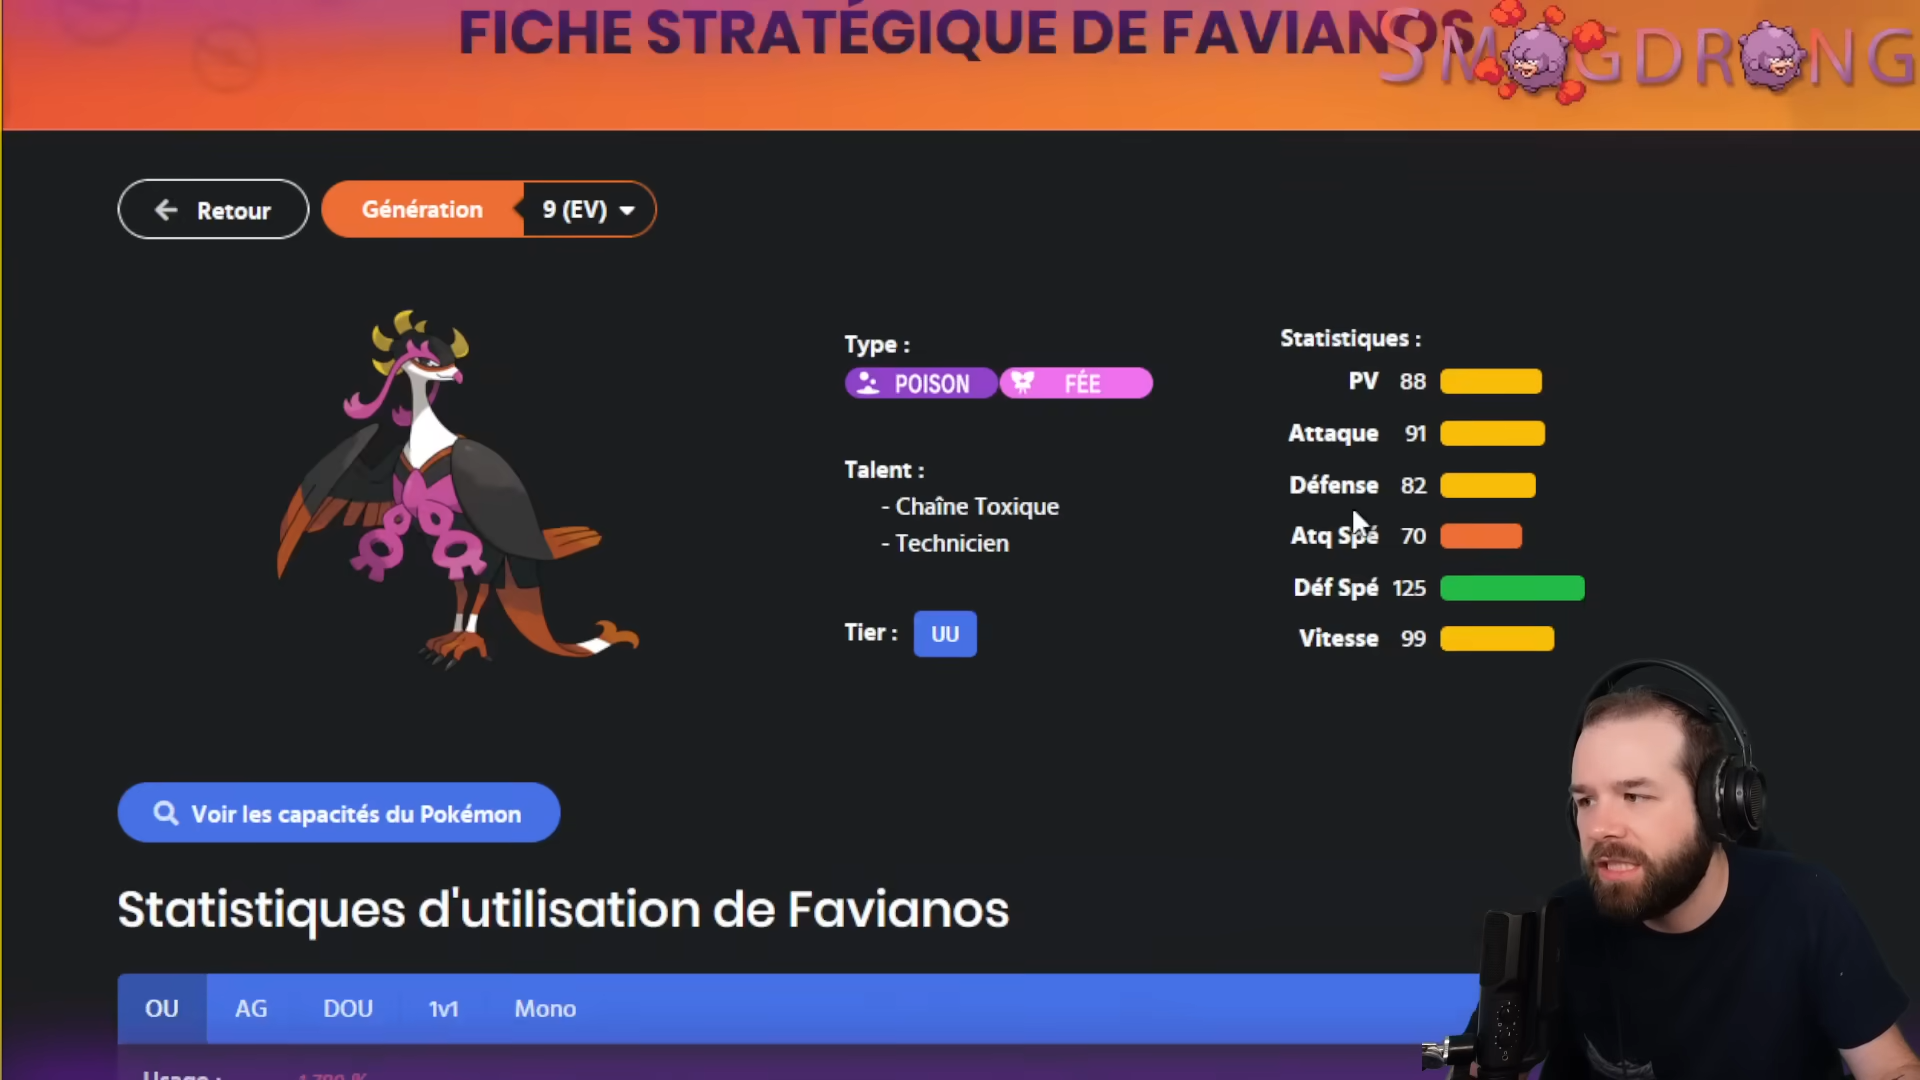 FICHE STRATÉGIQUE DE FAVIANOS
SMOGDRONG
Retour
Génération
9 (EV)
Type :
POISON
FÉE
Talent :
- Chaîne Toxique
- Technicien
Tier :
UU
Statistiques :
PV 88
Attaque 91
Défense 82
Atq Spé 70
Déf Spé 125
Vitesse 99
Voir les capacités du Pokémon
Statistiques d'utilisation de Favianos
OU AG DOU 1v1 Mono
Usage :